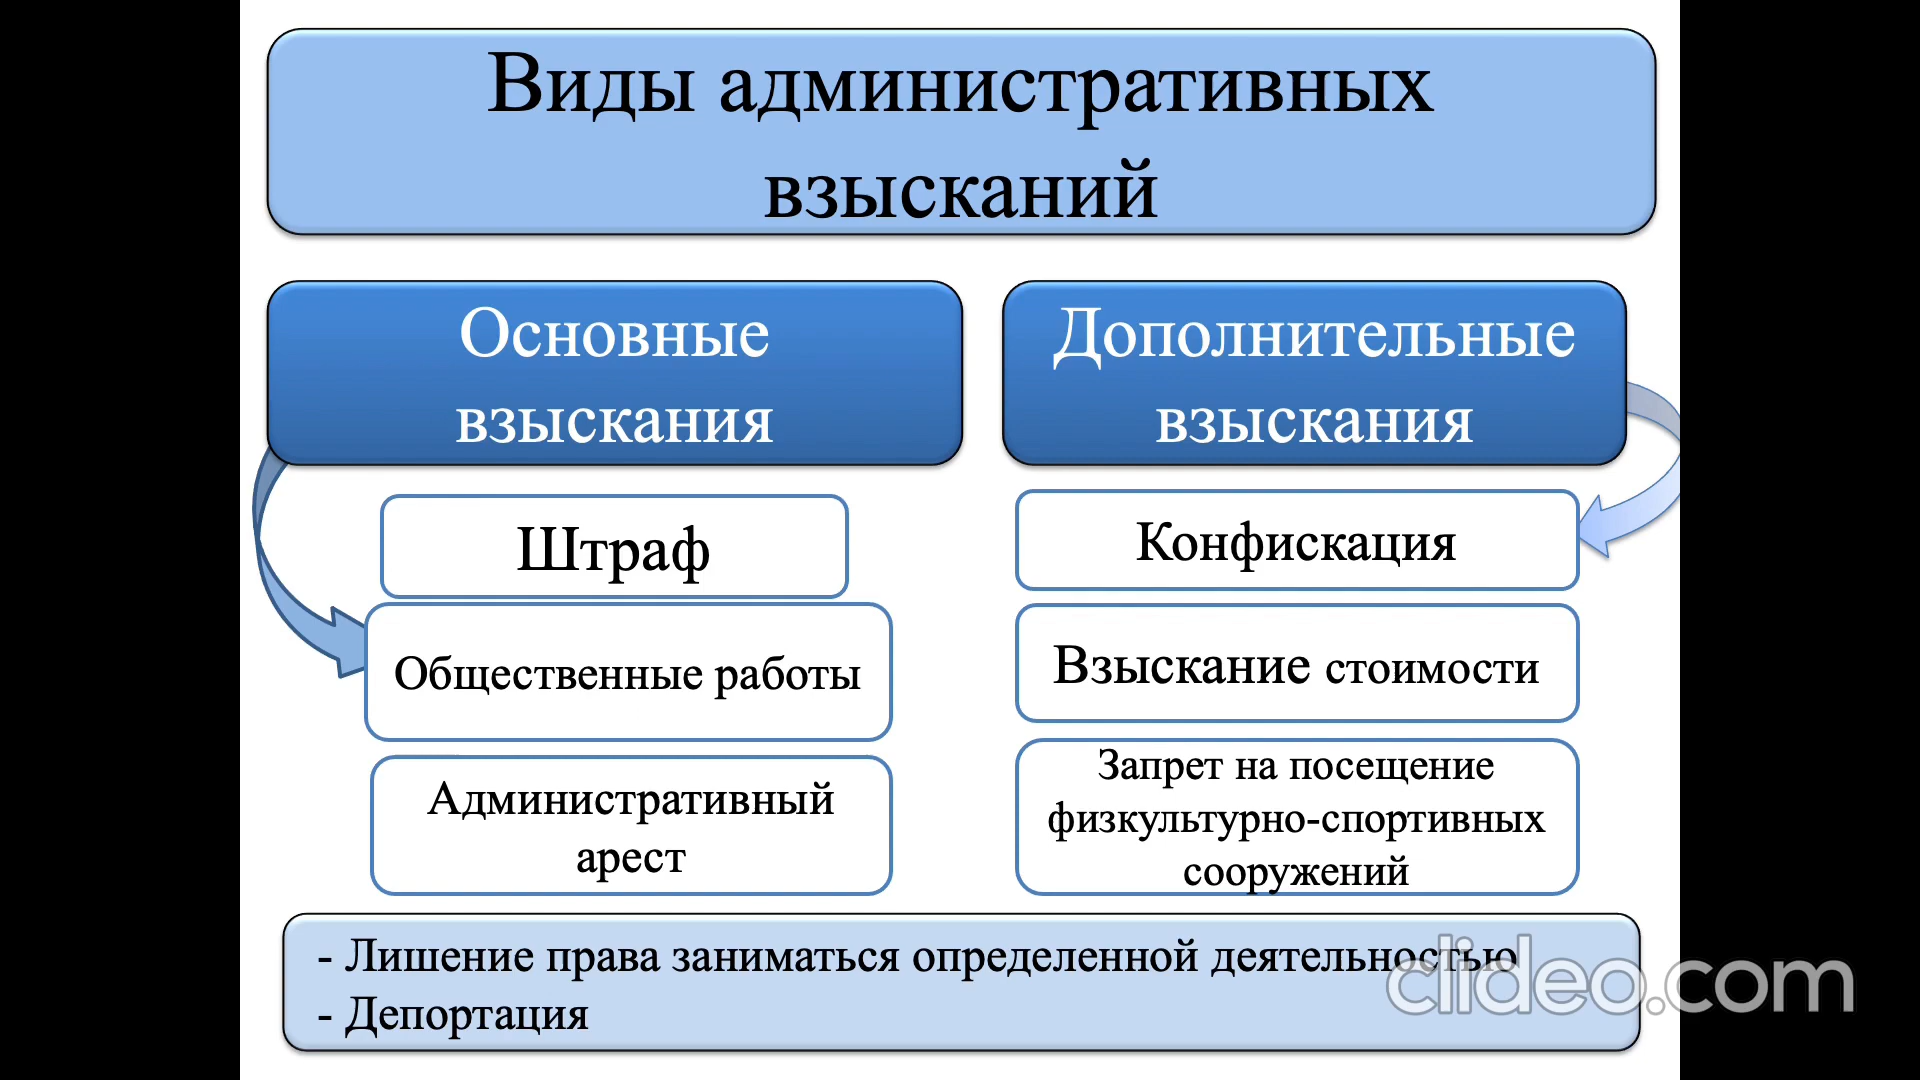 Виды административных
взысканий
Основные
взыскания
Дополнительные
взыскания
Штраф
Общественные работы
Административный
арест
Конфискация
Взыскание стоимости
Запрет на посещение
физкультурно-спортивных
сооружений
- Лишение права заниматься определенной деятельностью
- Депортация
clideo.com